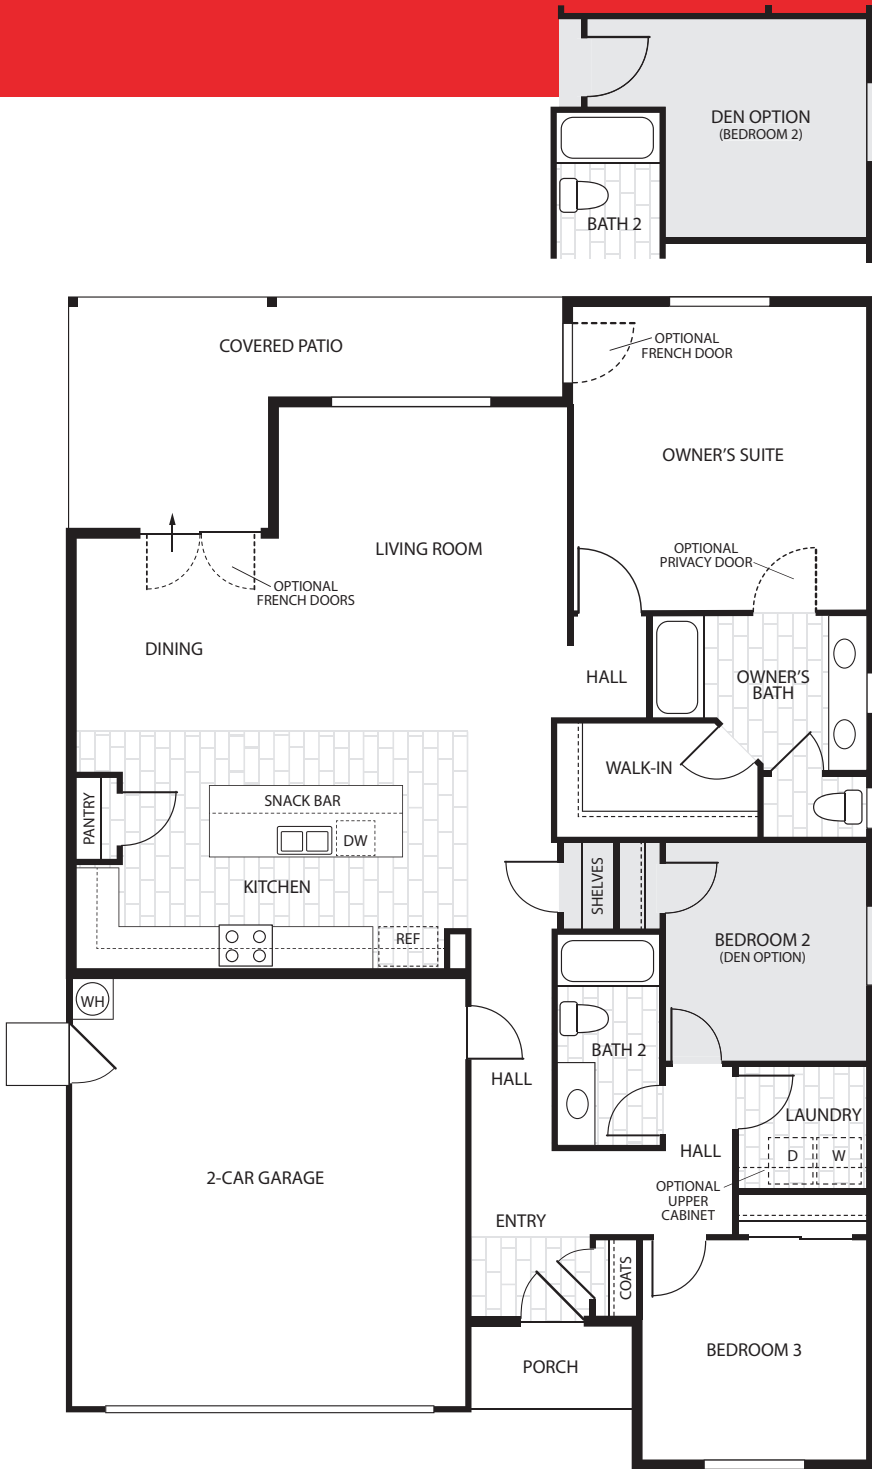 DEN OPTION
(BEDROOM 2)
BATH 2
COVERED PATIO
OPTIONAL
FRENCH DOOR
OWNER'S SUITE
LIVING ROOM
OPTIONAL
PRIVACY DOOR
OPTIONAL
FRENCH DOORS
DINING
HALL
OWNER'S
BATH
WALK-IN
PANTRY
SNACK BAR
DW
KITCHEN
SHELVES
REF
BEDROOM 2
(DEN OPTION)
WH
BATH 2
HALL
LAUNDRY
D
W
HALL
2-CAR GARAGE
OPTIONAL
UPPER
CABINET
ENTRY
COATS
PORCH
BEDROOM 3